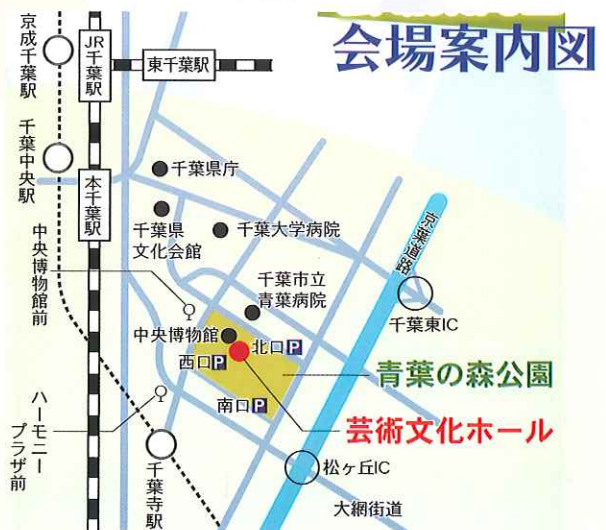 会場案内図
京成千葉駅
JR千葉駅
東千葉駅
千葉中央駅
本千葉駅
千葉県庁
千葉県
文化会館
千葉大学病院
京葉道路
中央博物館前
千葉市立
青葉病院
千葉東IC
中央博物館
北口P
西口P
青葉の森公園
南口P
芸術文化ホール
ハーモニー
プラザ前
千葉寺駅
松ヶ丘IC
大網街道